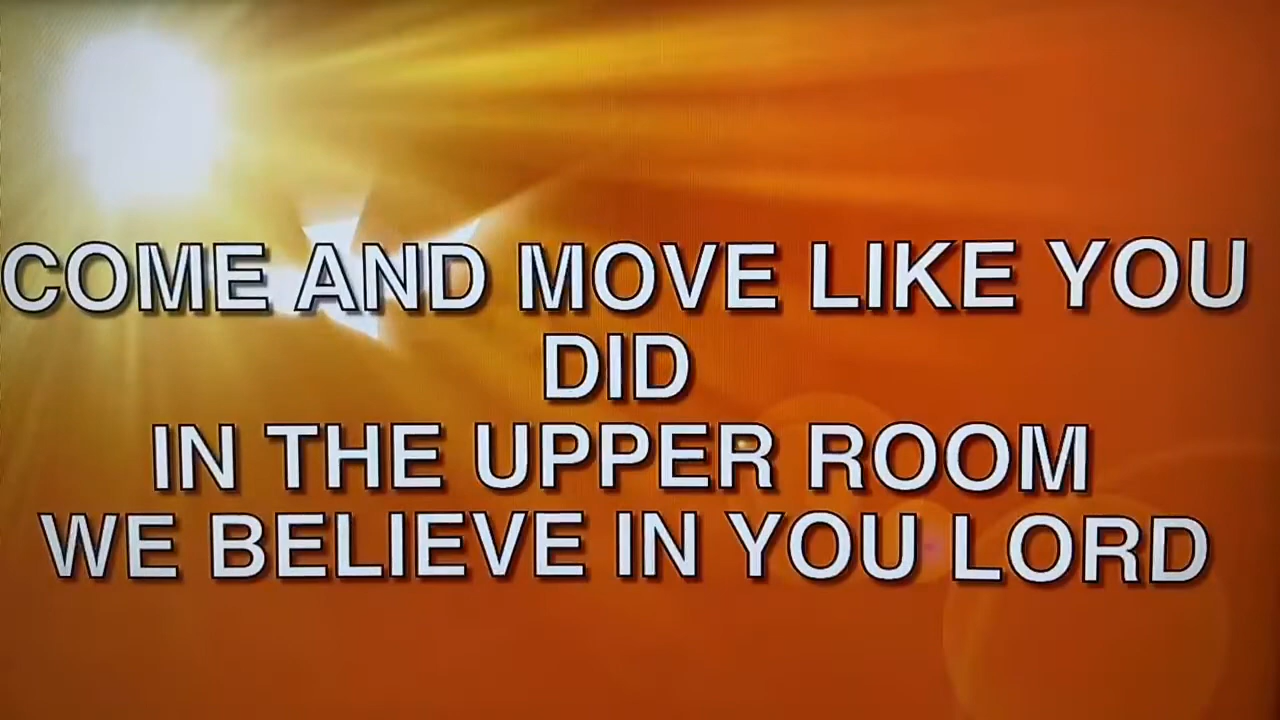 COME AND MOVE LIKE YOU
DID
IN THE UPPER ROOM
WE BELIEVE IN YOU LORD